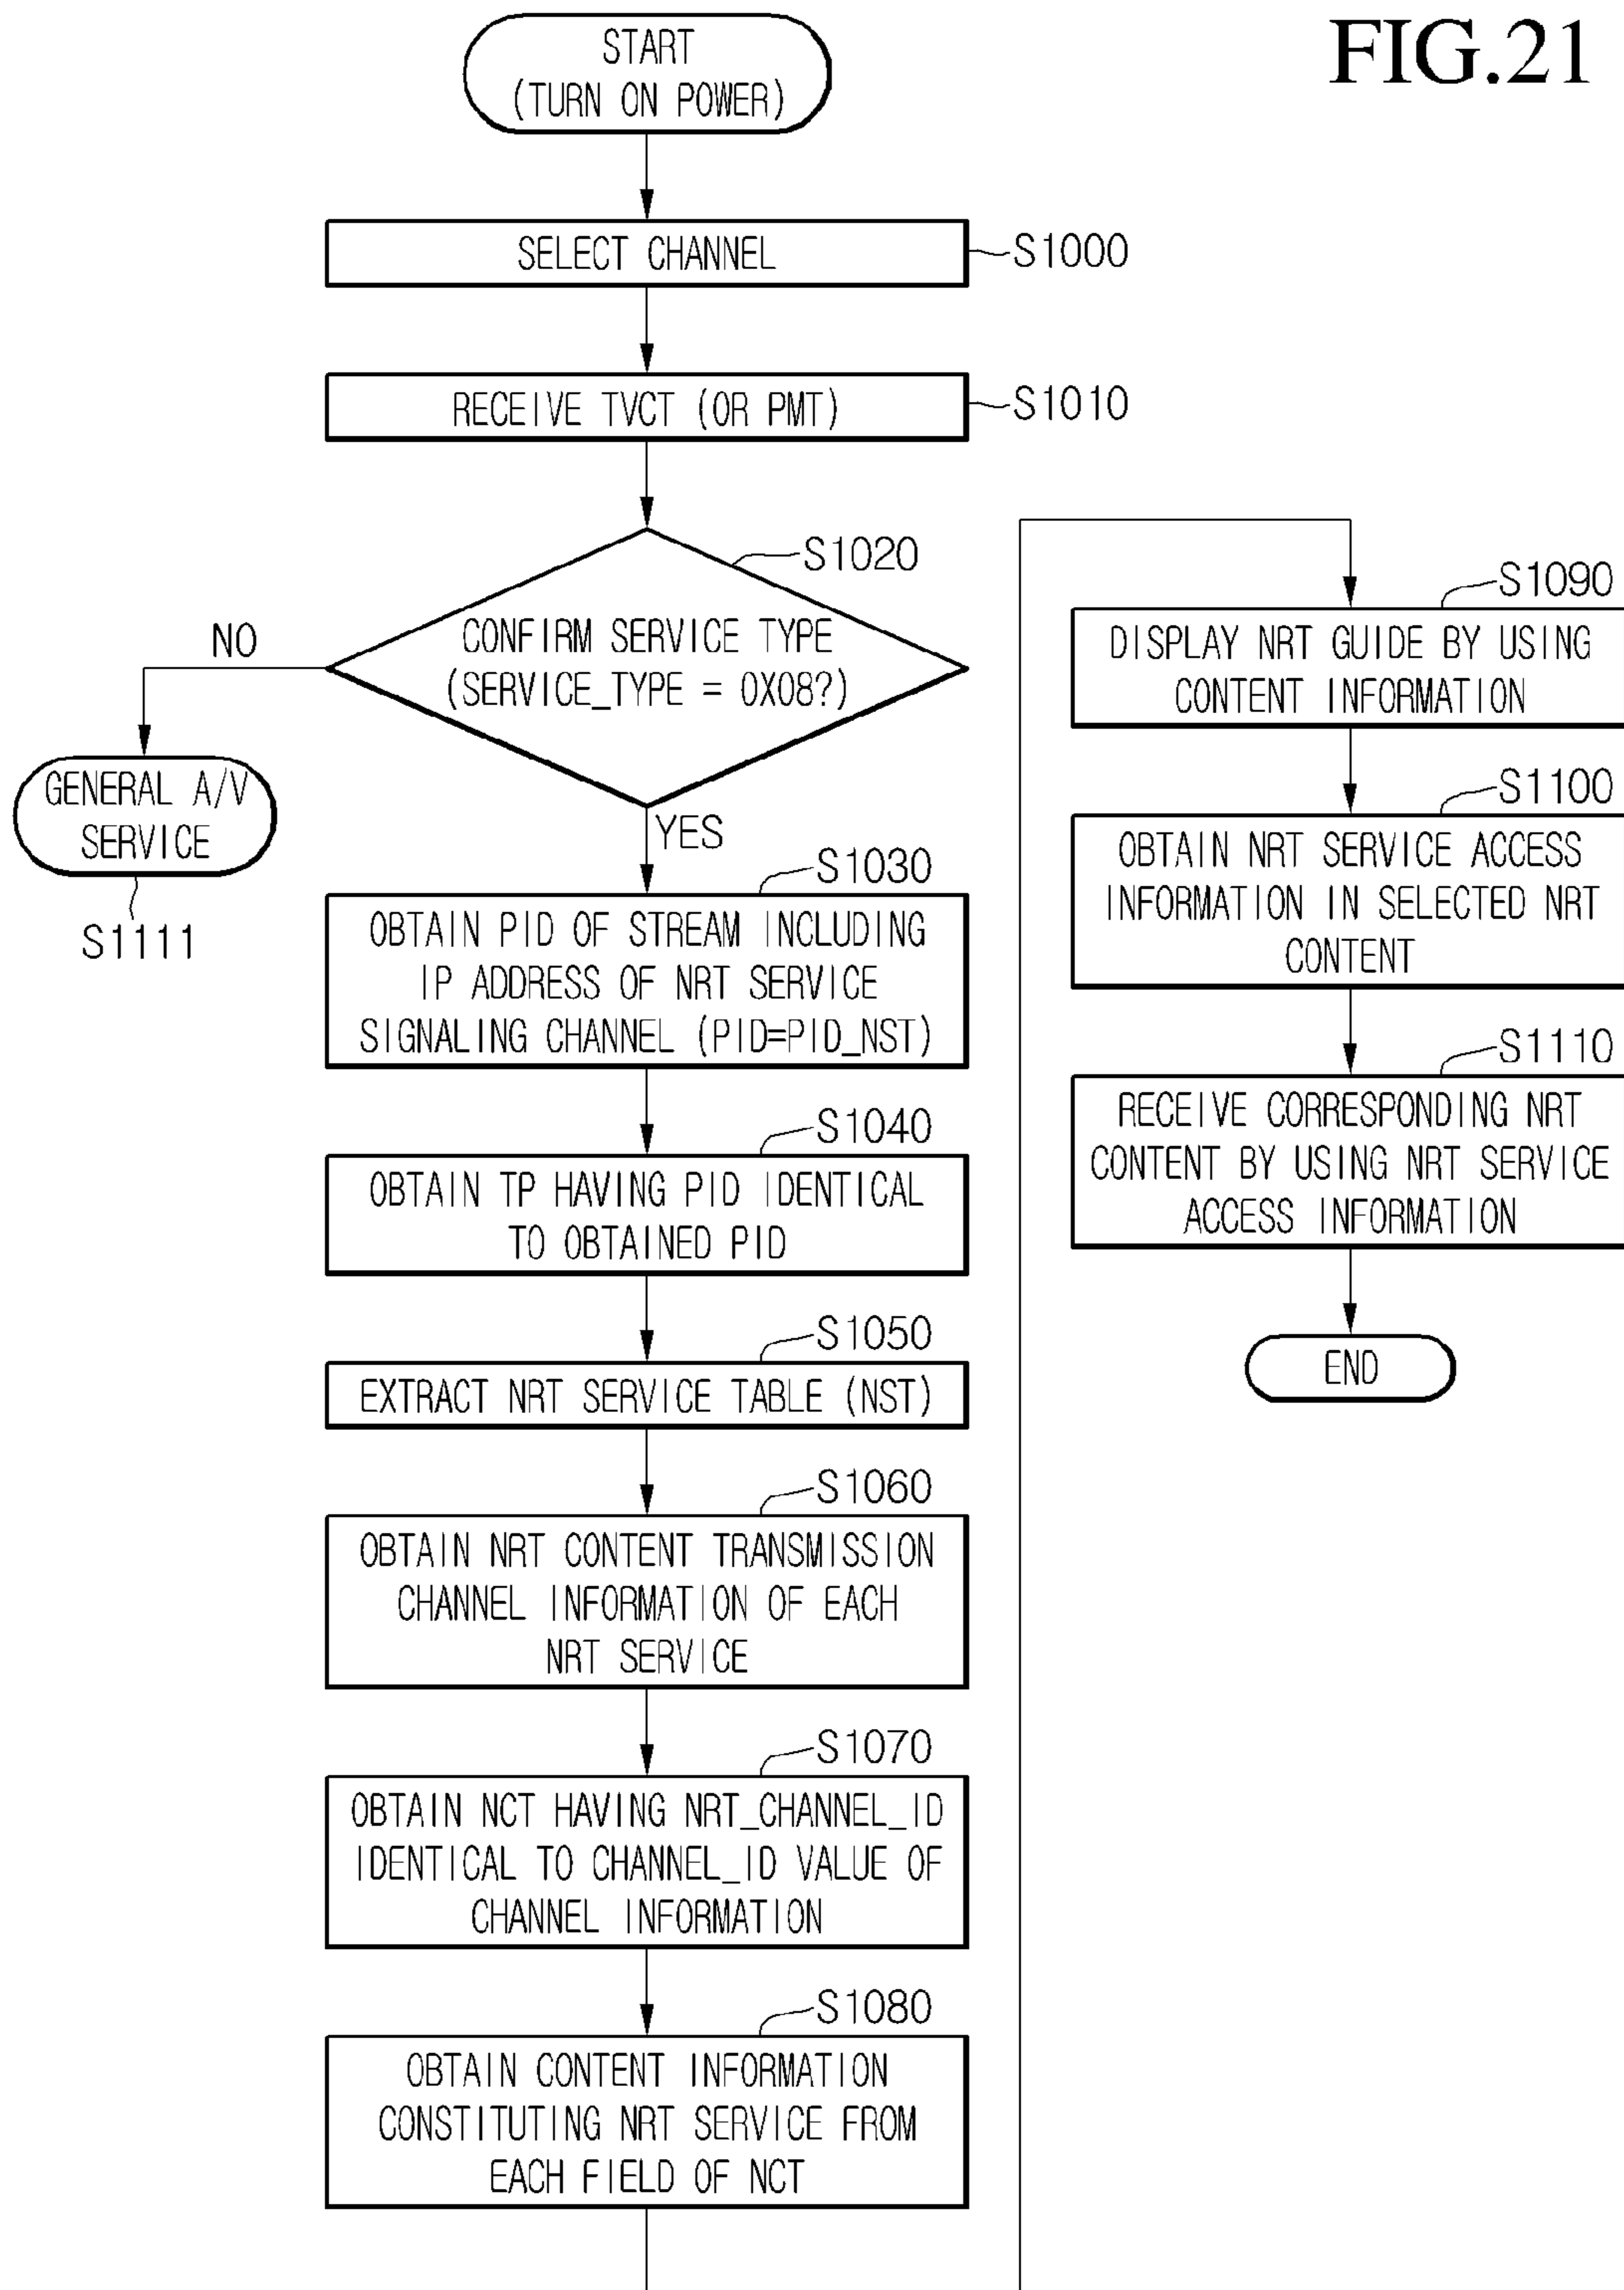 FIG.21
START
(TURN ON POWER)
SELECT CHANNEL
S1000
RECEIVE TVCT (OR PMT)
S1010
S1020
CONFIRM SERVICE TYPE
(SERVICE_TYPE = 0X08?)
NO
GENERAL A/V
SERVICE
S1111
YES
S1030
OBTAIN PID OF STREAM INCLUDING
IP ADDRESS OF NRT SERVICE
SIGNALING CHANNEL (PID=PID_NST)
S1040
OBTAIN TP HAVING PID IDENTICAL
TO OBTAINED PID
S1050
EXTRACT NRT SERVICE TABLE (NST)
S1060
OBTAIN NRT CONTENT TRANSMISSION
CHANNEL INFORMATION OF EACH
NRT SERVICE
S1070
OBTAIN NCT HAVING NRT_CHANNEL_ID
IDENTICAL TO CHANNEL_ID VALUE OF
CHANNEL INFORMATION
S1080
OBTAIN CONTENT INFORMATION
CONSTITUTING NRT SERVICE FROM
EACH FIELD OF NCT
S1090
DISPLAY NRT GUIDE BY USING
CONTENT INFORMATION
S1100
OBTAIN NRT SERVICE ACCESS
INFORMATION IN SELECTED NRT
CONTENT
S1110
RECEIVE CORRESPONDING NRT
CONTENT BY USING NRT SERVICE
ACCESS INFORMATION
END